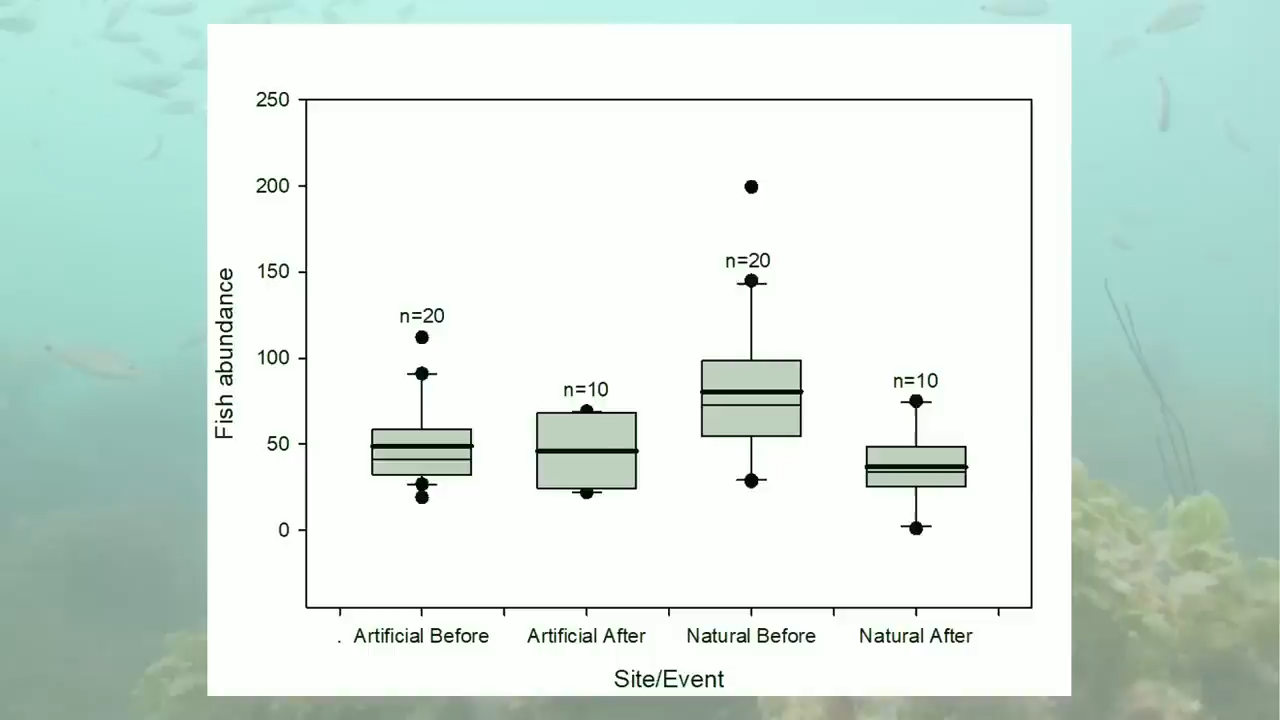 250
200
150
100
50
0
Fish abundance
n=20
n=10
n=20
n=10
. Artificial Before
Artificial After
Natural Before
Natural After
Site/Event